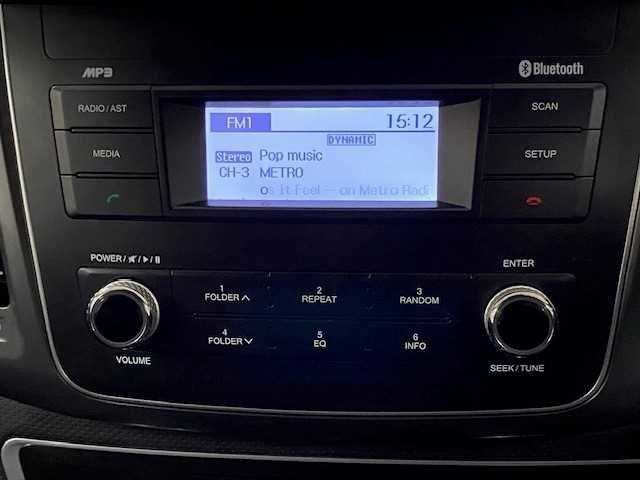 MP3
Bluetooth
RADIO / AST
SCAN
FM1
15:12
DYNAMIC
MEDIA
SETUP
Stereo Pop music
CH-3 METRO
os it Feel -- on Metro Radi
POWER /
ENTER
1
FOLDER
2
REPEAT
3
RANDOM
4
FOLDER
5
EQ
6
INFO
VOLUME
SEEK / TUNE